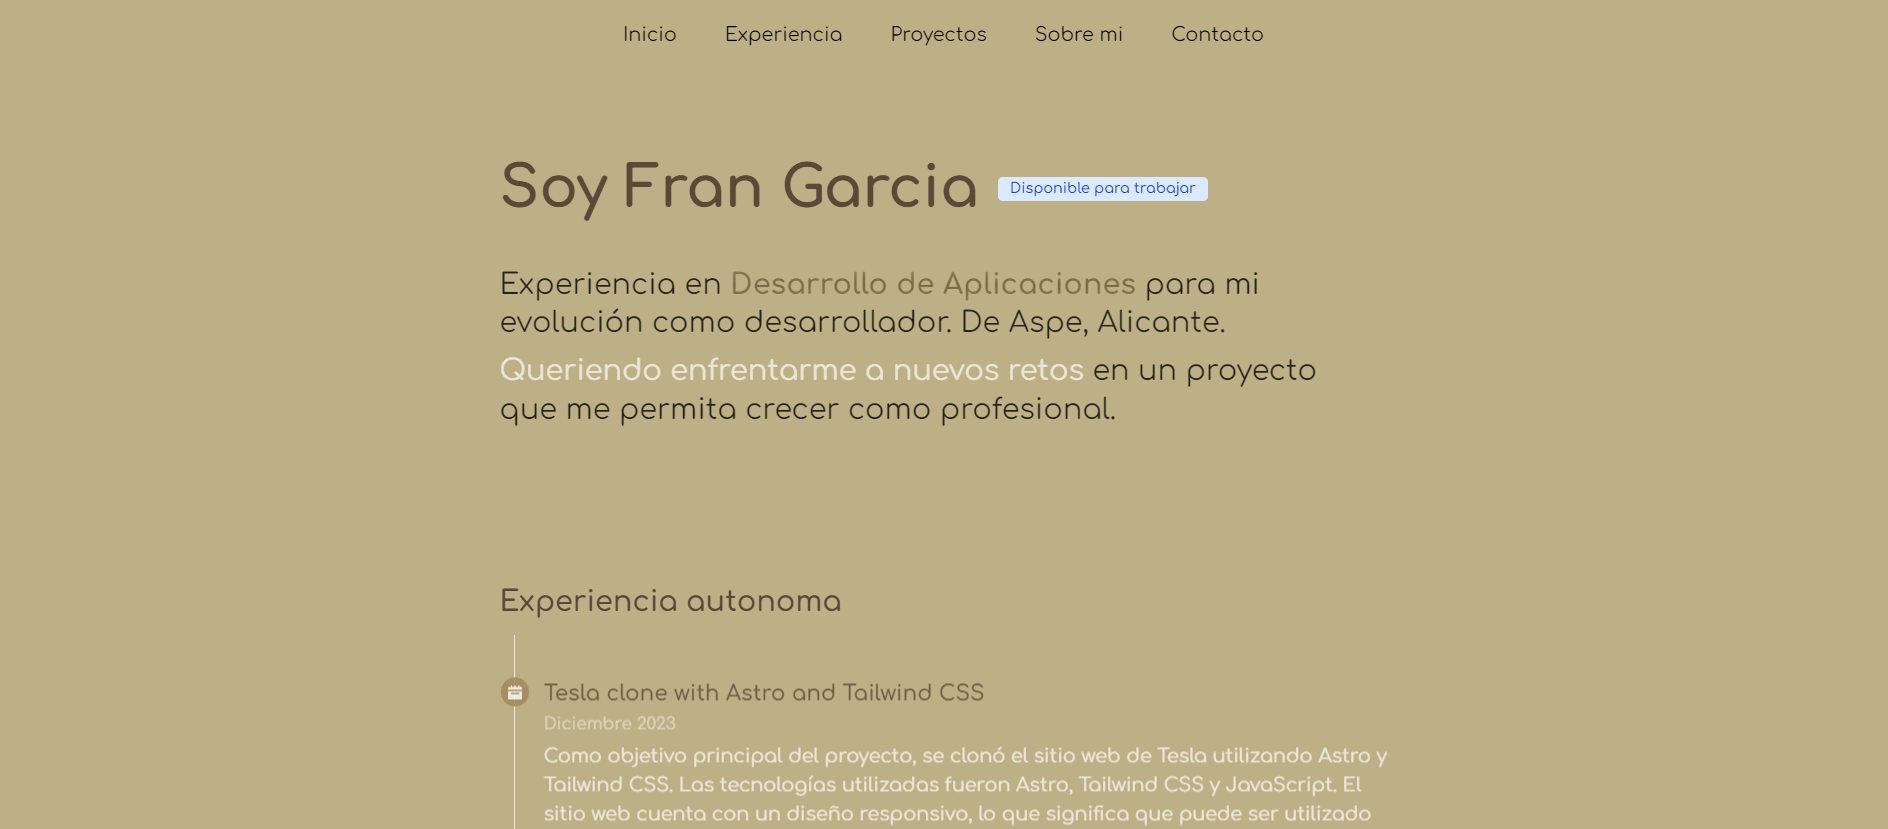 Inicio Experiencia Proyectos Sobre mi Contacto
Soy Fran Garcia Disponible para trabajar
Experiencia en Desarrollo de Aplicaciones para mi
evolución como desarrollador. De Aspe, Alicante.
Queriendo enfrentarme a nuevos retos en un proyecto
que me permita crecer como profesional.
Experiencia autonoma
Tesla clone with Astro and Tailwind CSS
Diciembre 2023
Como objetivo principal del proyecto, se clonó el sitio web de Tesla utilizando Astro y
Tailwind CSS. Las tecnologías utilizadas fueron Astro, Tailwind CSS y JavaScript. El
sitio web cuenta con un diseño responsivo, lo que significa que puede ser utilizado